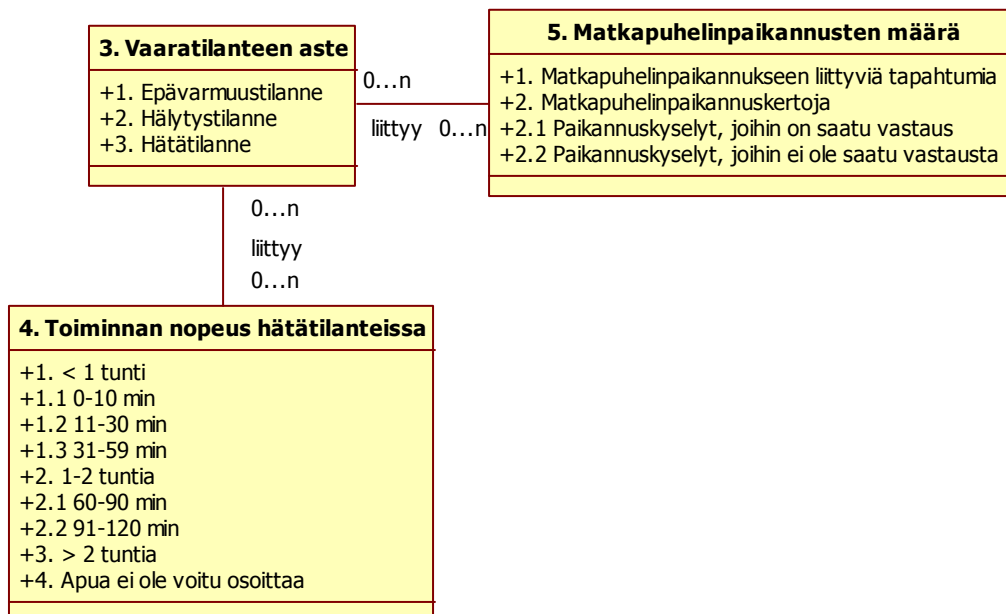 3. Vaaratilanteen aste
+1. Epävarmuustilanne
+2. Hälytystilanne
+3. Hätätilanne
0...n
liittyy 0...n
5. Matkapuhelinpaikannusten määrä
+1. Matkapuhelinpaikannukseen liittyviä tapahtumia
+2. Matkapuhelinpaikannuskertoja
+2.1 Paikannuskyselyt, joihin on saatu vastaus
+2.2 Paikannuskyselyt, joihin ei ole saatu vastausta
0...n
liittyy
0...n
4. Toiminnan nopeus hätätilanteissa
+1. < 1 tunti
+1.1 0-10 min
+1.2 11-30 min
+1.3 31-59 min
+2. 1-2 tuntia
+2.1 60-90 min
+2.2 91-120 min
+3. > 2 tuntia
+4. Apua ei ole voitu osoittaa